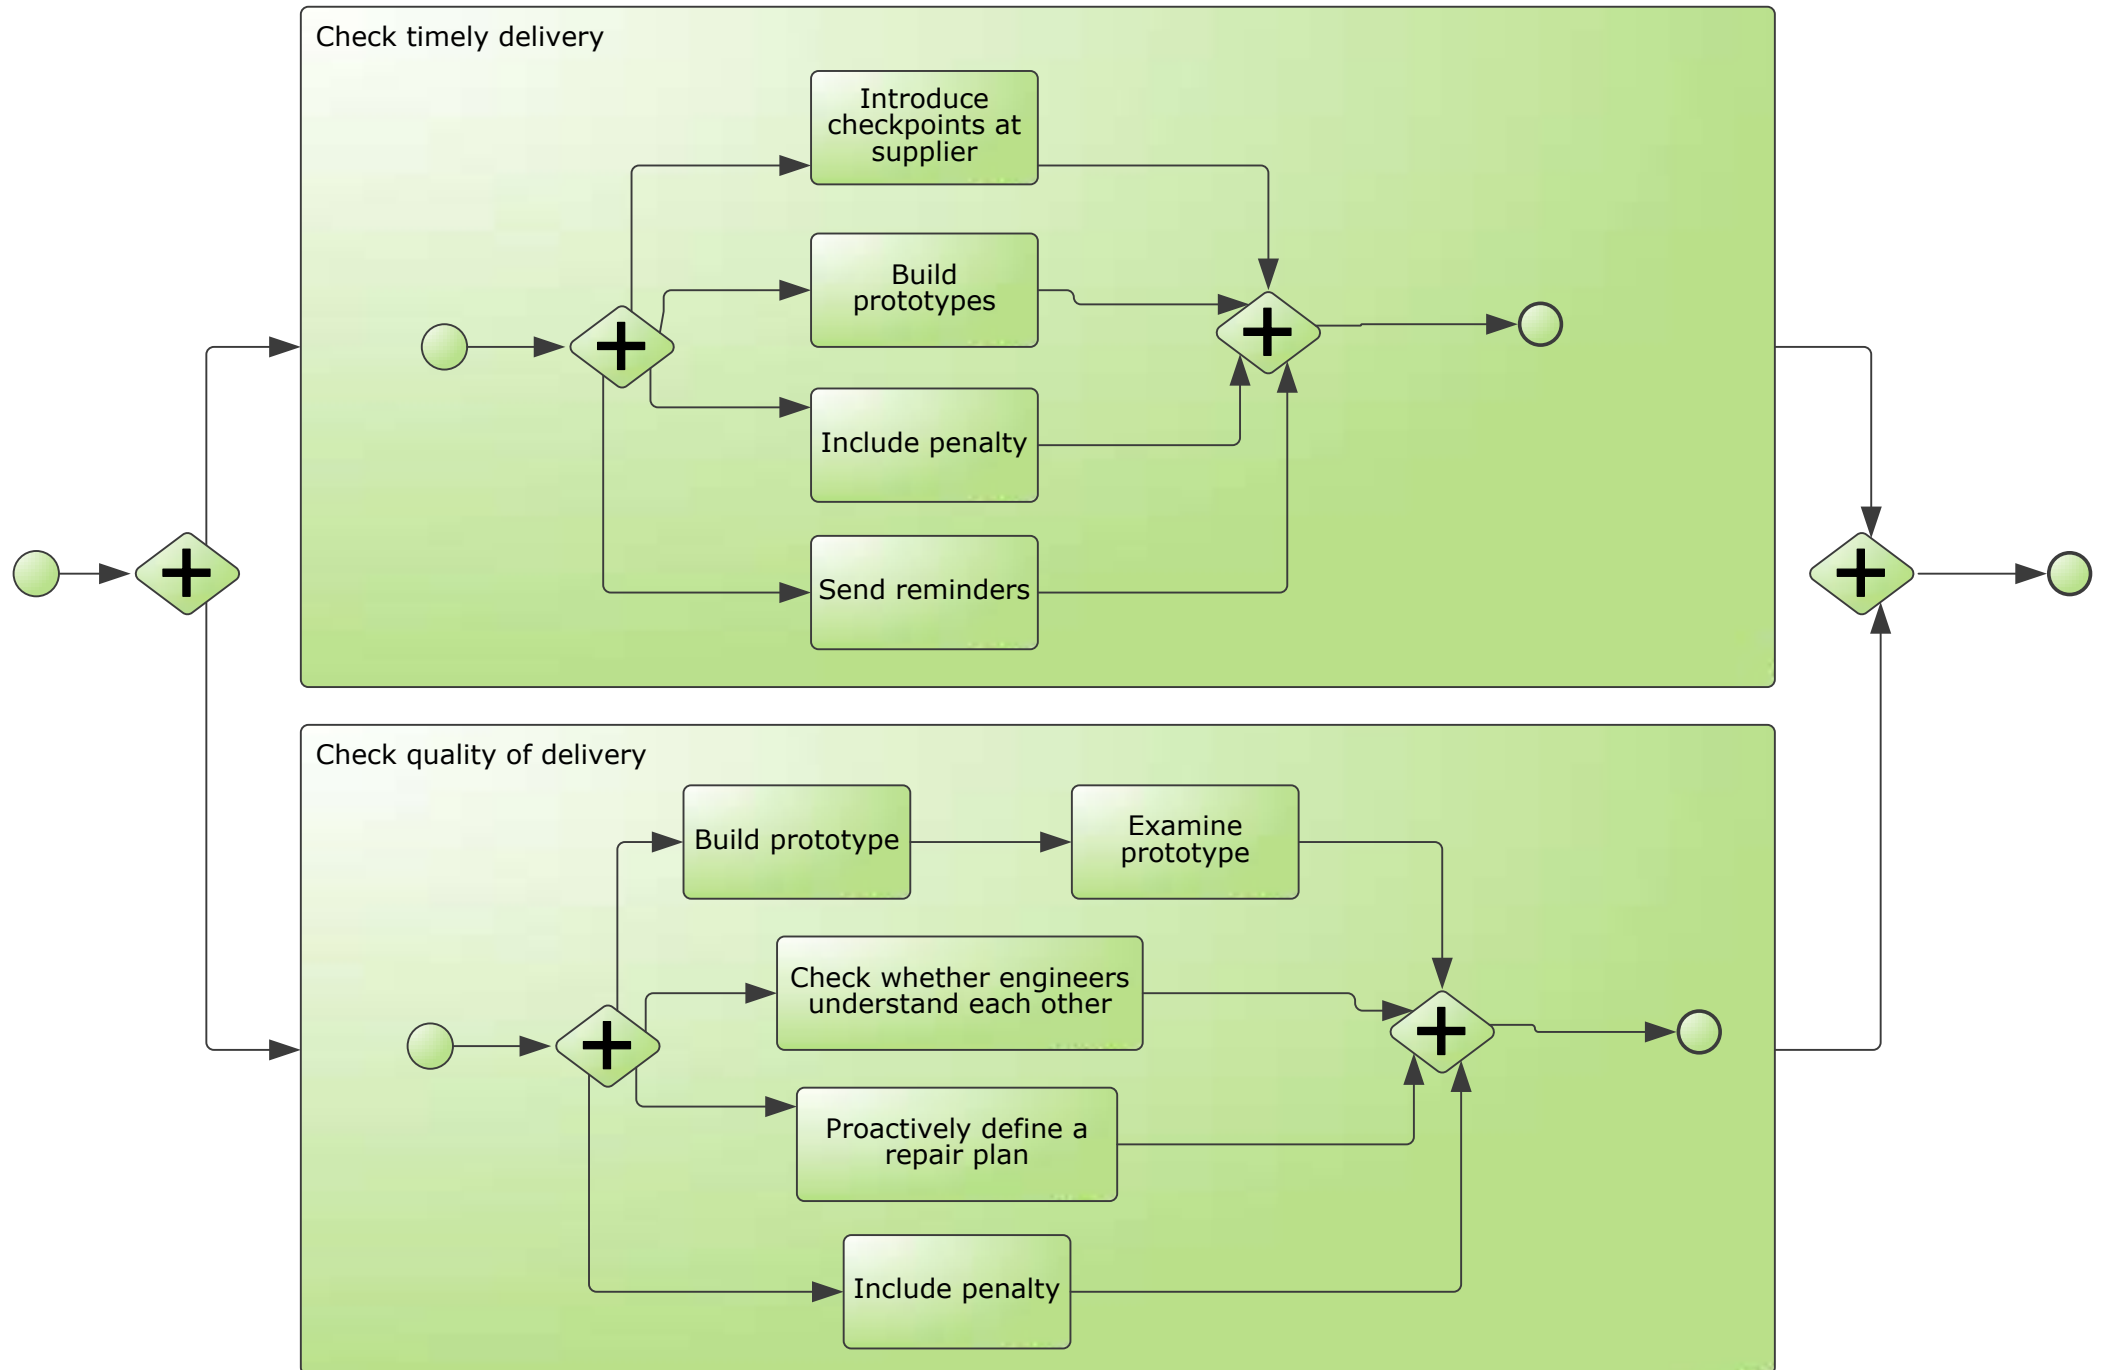 Check timely delivery
Introduce
checkpoints at
supplier
Build
prototypes
Include penalty
Send reminders
Check quality of delivery
Build prototype
Examine
prototype
Check whether engineers
understand each other
Proactively define a
repair plan
Include penalty